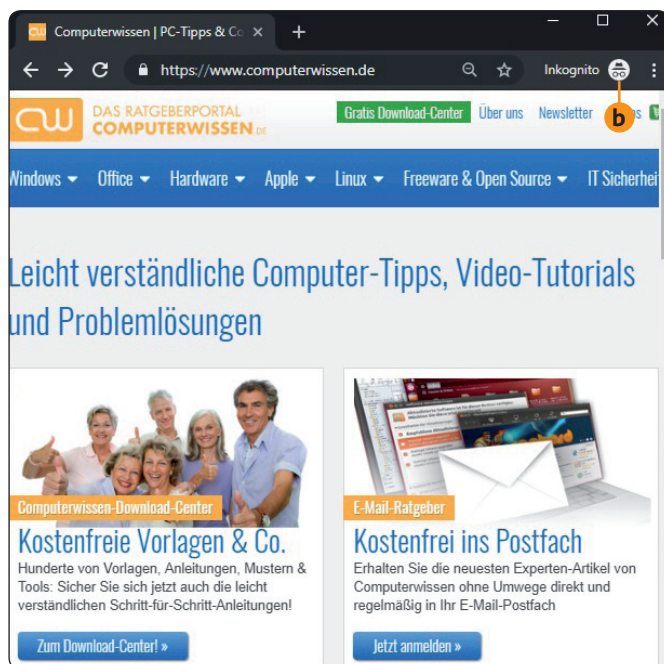 Computerwissen | PC-Tipps & Co
https://www.computerwissen.de
Inkognito
b
CW
DAS RATGEBERPORTAL
COMPUTERWISSEN.DE
Gratis Download-Center Über uns Newsletter
Windows Office Hardware Apple Linux Freeware & Open Source IT Sicherheit
Leicht verständliche Computer-Tipps, Video-Tutorials
und Problemlösungen
Computerwissen-Download-Center
Kostenfreie Vorlagen & Co.
Hunderte von Vorlagen, Anleitungen, Mustern &
Tools: Sicher Sie sich jetzt auch die leicht
verständlichen Schritt-für-Schritt-Anleitungen!
Zum Download-Center! »
E-Mail-Ratgeber
Kostenfrei ins Postfach
Erhalten Sie die neuesten Experten-Artikel von
Computerwissen ohne Umwege direkt und
regelmäßig in Ihr E-Mail-Postfach
Jetzt anmelden »